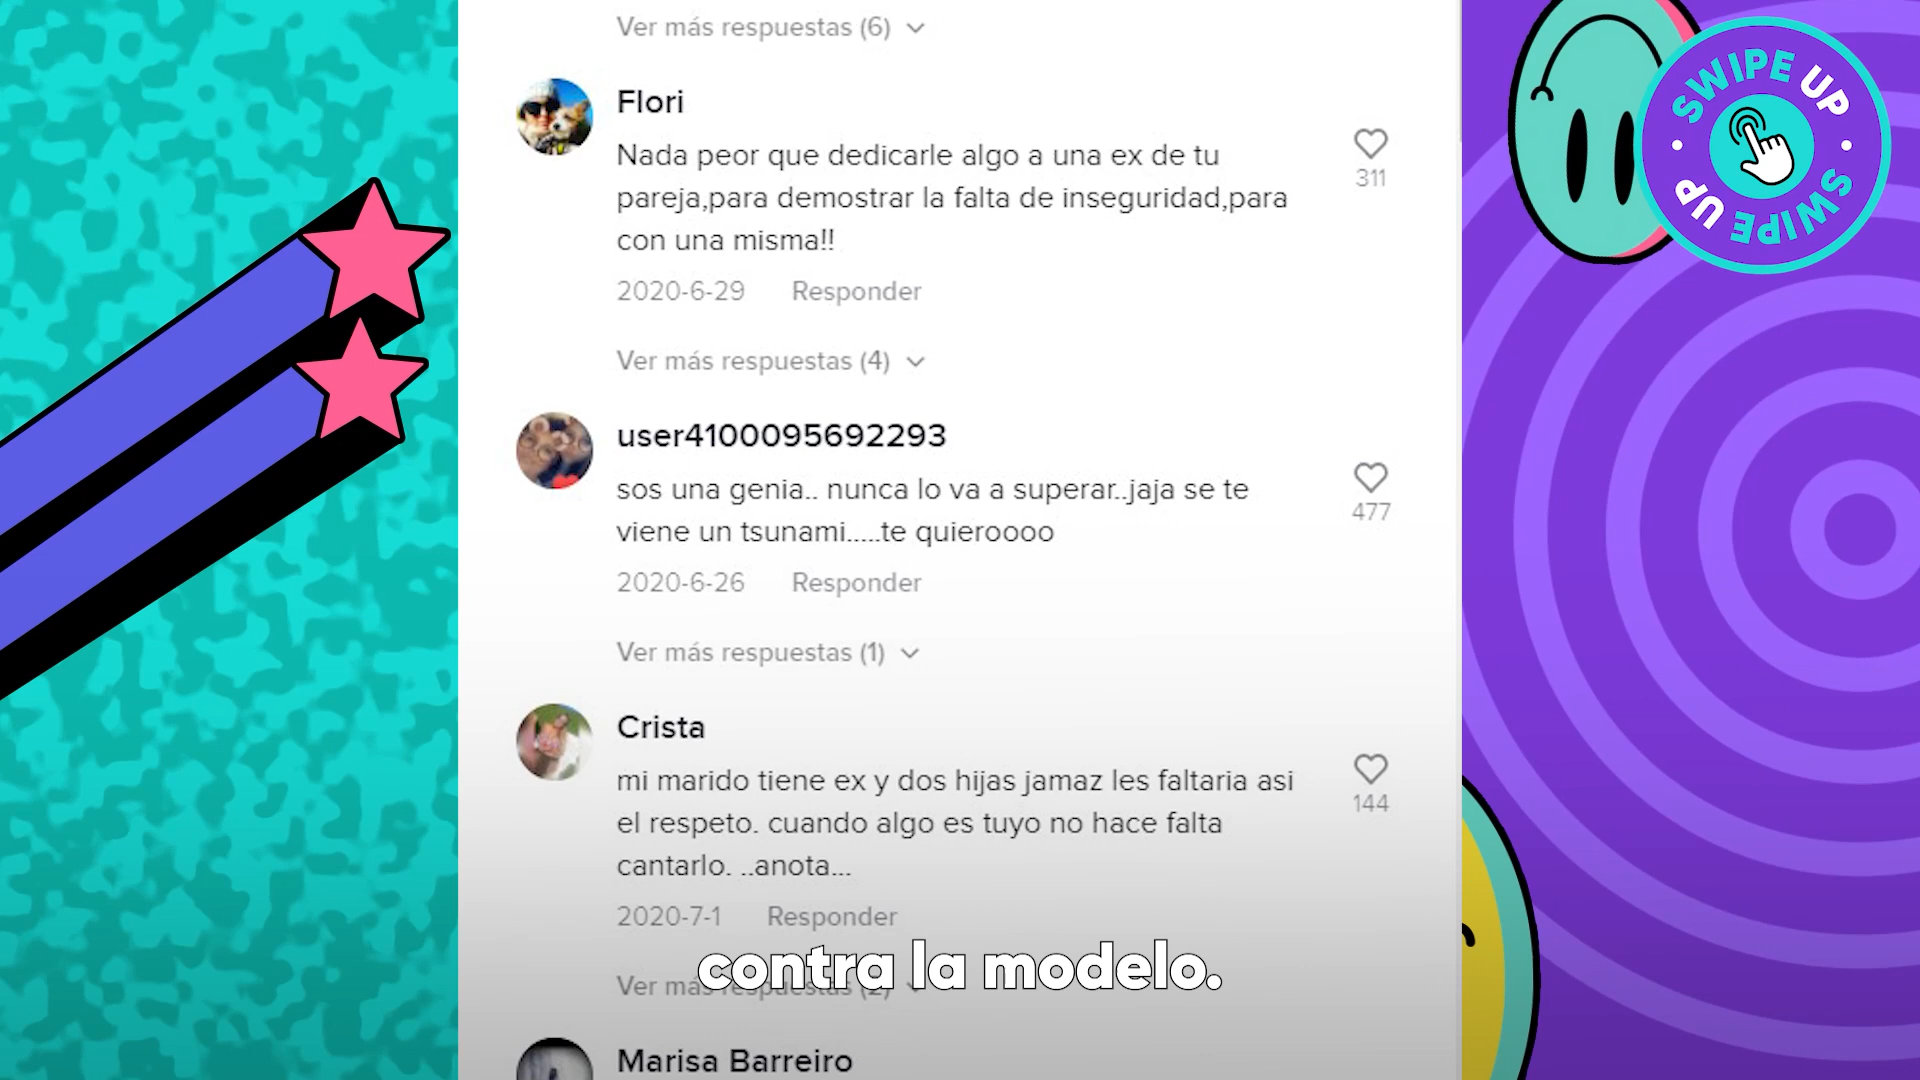 Ver más respuestas (6)
Flori
Nada peor que dedicarle algo a una ex de tu
pareja,para demostrar la falta de inseguridad,para
con una misma!!
311
2020-6-29 Responder
Ver más respuestas (4)
user4100095692293
sos una genia.. nunca lo va a superar..jaja se te
viene un tsunami.....te quieroooo
477
2020-6-26 Responder
Ver más respuestas (1)
Crista
mi marido tiene ex y dos hijas jamaz les faltaria asi
el respeto. cuando algo es tuyo no hace falta
cantarlo. ..anota...
144
2020-7-1 Responder
Ver más respuestas (2)
contra la modelo.
Marisa Barreiro
SWIPE UP · SWIPE UP ·